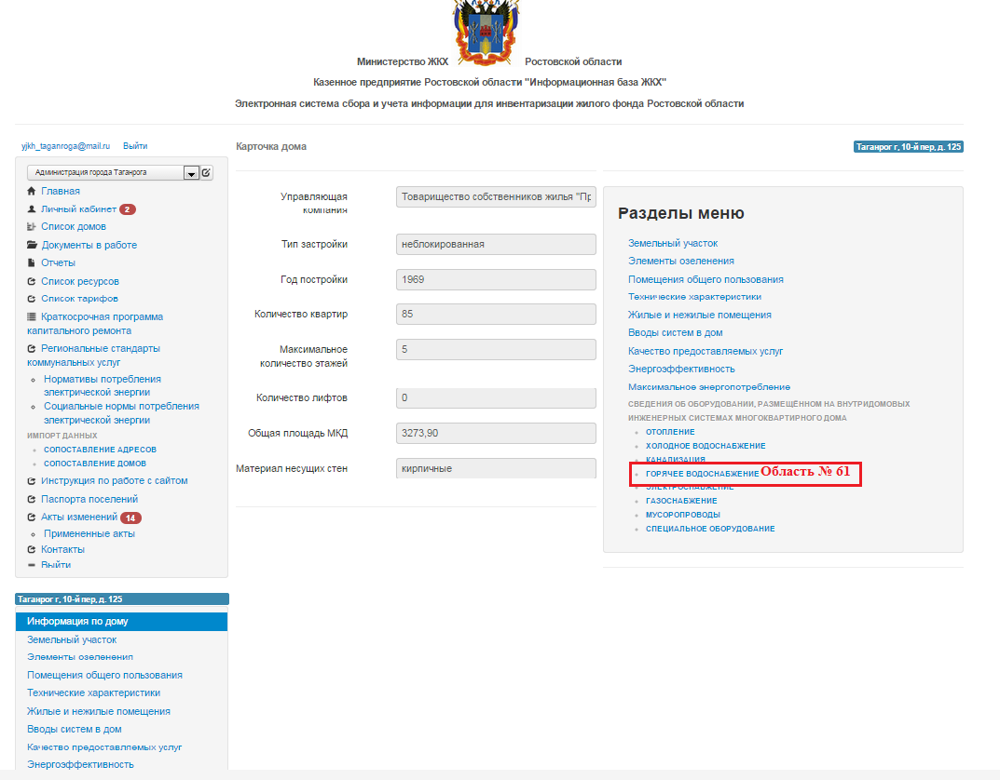 Министерство ЖКХ Ростовской области
Казенное предприятие Ростовской области "Информационная база ЖКХ"
Электронная система сбора и учета информации для инвентаризации жилого фонда Ростовской области
yjkh_taganroga@mail.ru Выйти
Администрация города Таганрога
Главная
Личный кабинет 2
Список домов
Документы в работе
Отчеты
Список ресурсов
Список тарифов
Краткосрочная программа
капитального ремонта
Региональные стандарты
коммунальных услуг
Нормативы потребления
электрической энергии
Социальные нормы потребления
электрической энергии
ИМПОРТ ДАННЫХ
СОПОСТАВЛЕНИЕ АДРЕСОВ
СОПОСТАВЛЕНИЕ ДОМОВ
Инструкция по работе с сайтом
Паспорта поселений
Акты изменений 14
Примененные акты
Контакты
Выйти
Таганрог г, 10-й пер, д. 125
Информация по дому
Земельный участок
Элементы озеленения
Помещения общего пользования
Технические характеристики
Жилые и нежилые помещения
Вводы систем в дом
Качество предоставляемых услуг
Энергоэффективность
Карточка дома
Таганрог г, 10-й пер, д. 125
Управляющая
компания
Товарищество собственников жилья "Пр
Тип застройки неблокированная
Год постройки 1969
Количество квартир 85
Максимальное
количество этажей
5
Количество лифтов 0
Общая площадь МКД 3273,90
Материал несущих стен кирпичные
Разделы меню
Земельный участок
Элементы озеленения
Помещения общего пользования
Технические характеристики
Жилые и нежилые помещения
Вводы систем в дом
Качество предоставляемых услуг
Энергоэффективность
Максимальное энергопотребление
СВЕДЕНИЯ ОБ ОБОРУДОВАНИИ, РАЗМЕЩЁННОМ НА ВНУТРИДОМОВЫХ
ИНЖЕНЕРНЫХ СИСТЕМАХ МНОГОКВАРТИРНОГО ДОМА
ОТОПЛЕНИЕ
ХОЛОДНОЕ ВОДОСНАБЖЕНИЕ
КАНАЛИЗАЦИЯ
ГОРЯЧЕЕ ВОДОСНАБЖЕНИЕ Область № 61
ЭЛЕКТРОСНАБЖЕНИЕ
ГАЗОСНАБЖЕНИЕ
МУСОРОПРОВОДЫ
СПЕЦИАЛЬНОЕ ОБОРУДОВАНИЕ